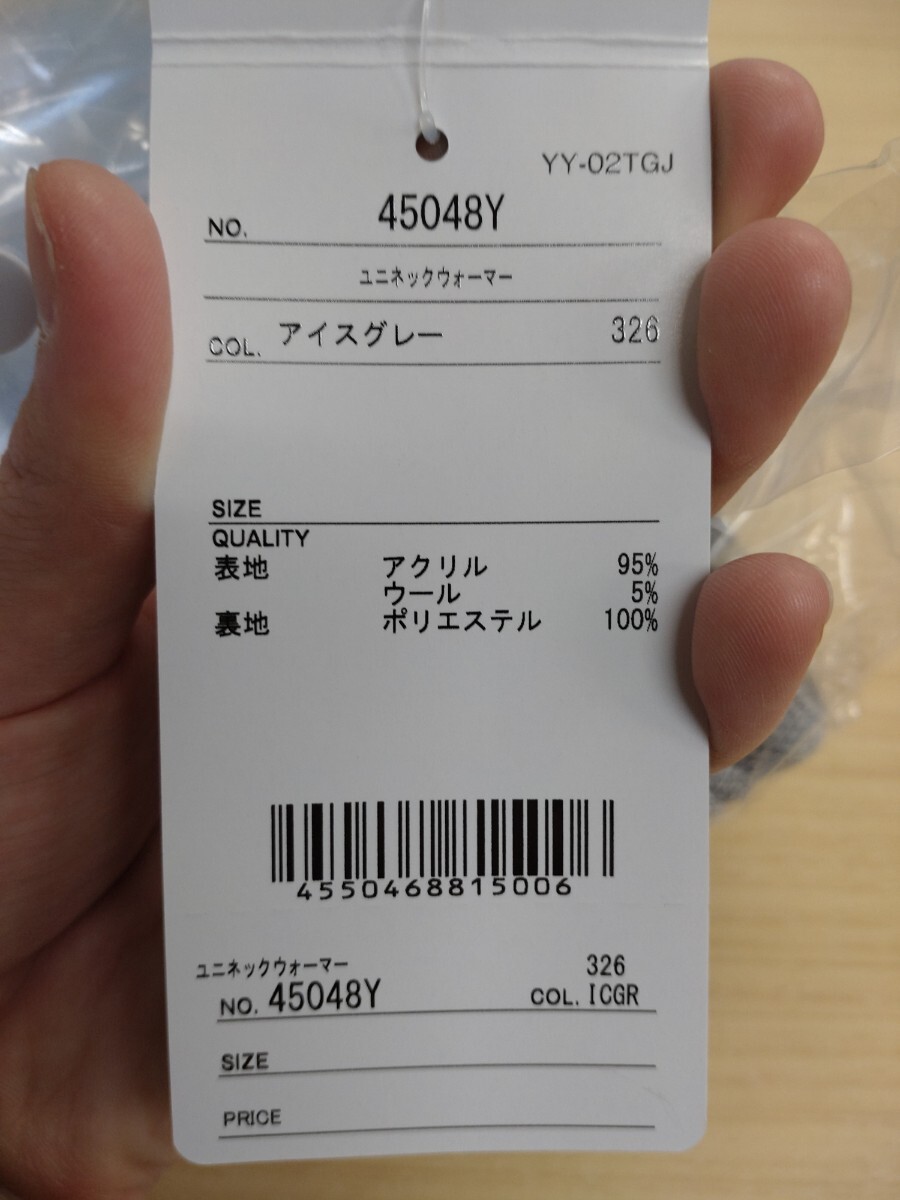 YY-02TGJ
NO. 45048Y
ユニネックウォーマー
COL. アイスグレー 326
SIZE
QUALITY
表地 アクリル 95%
ウール 5%
裏地 ポリエステル 100%
4550468815006
ユニネックウォーマー 326
NO. 45048Y COL. ICGR
SIZE
PRICE